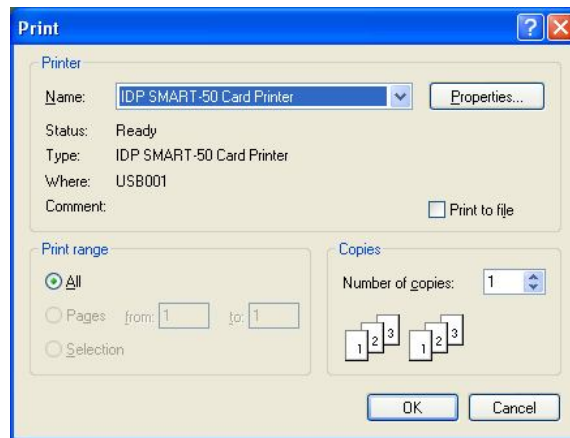 Print
Printer
Name: IDP SMART-50 Card Printer Properties...
Status: Ready
Type: IDP SMART-50 Card Printer
Where: USB001
Comment: Print to file
Print range
All
Pages from: 1 to: 1
Selection
Copies
Number of copies: 1
1 2 3 1 2 3
OK Cancel